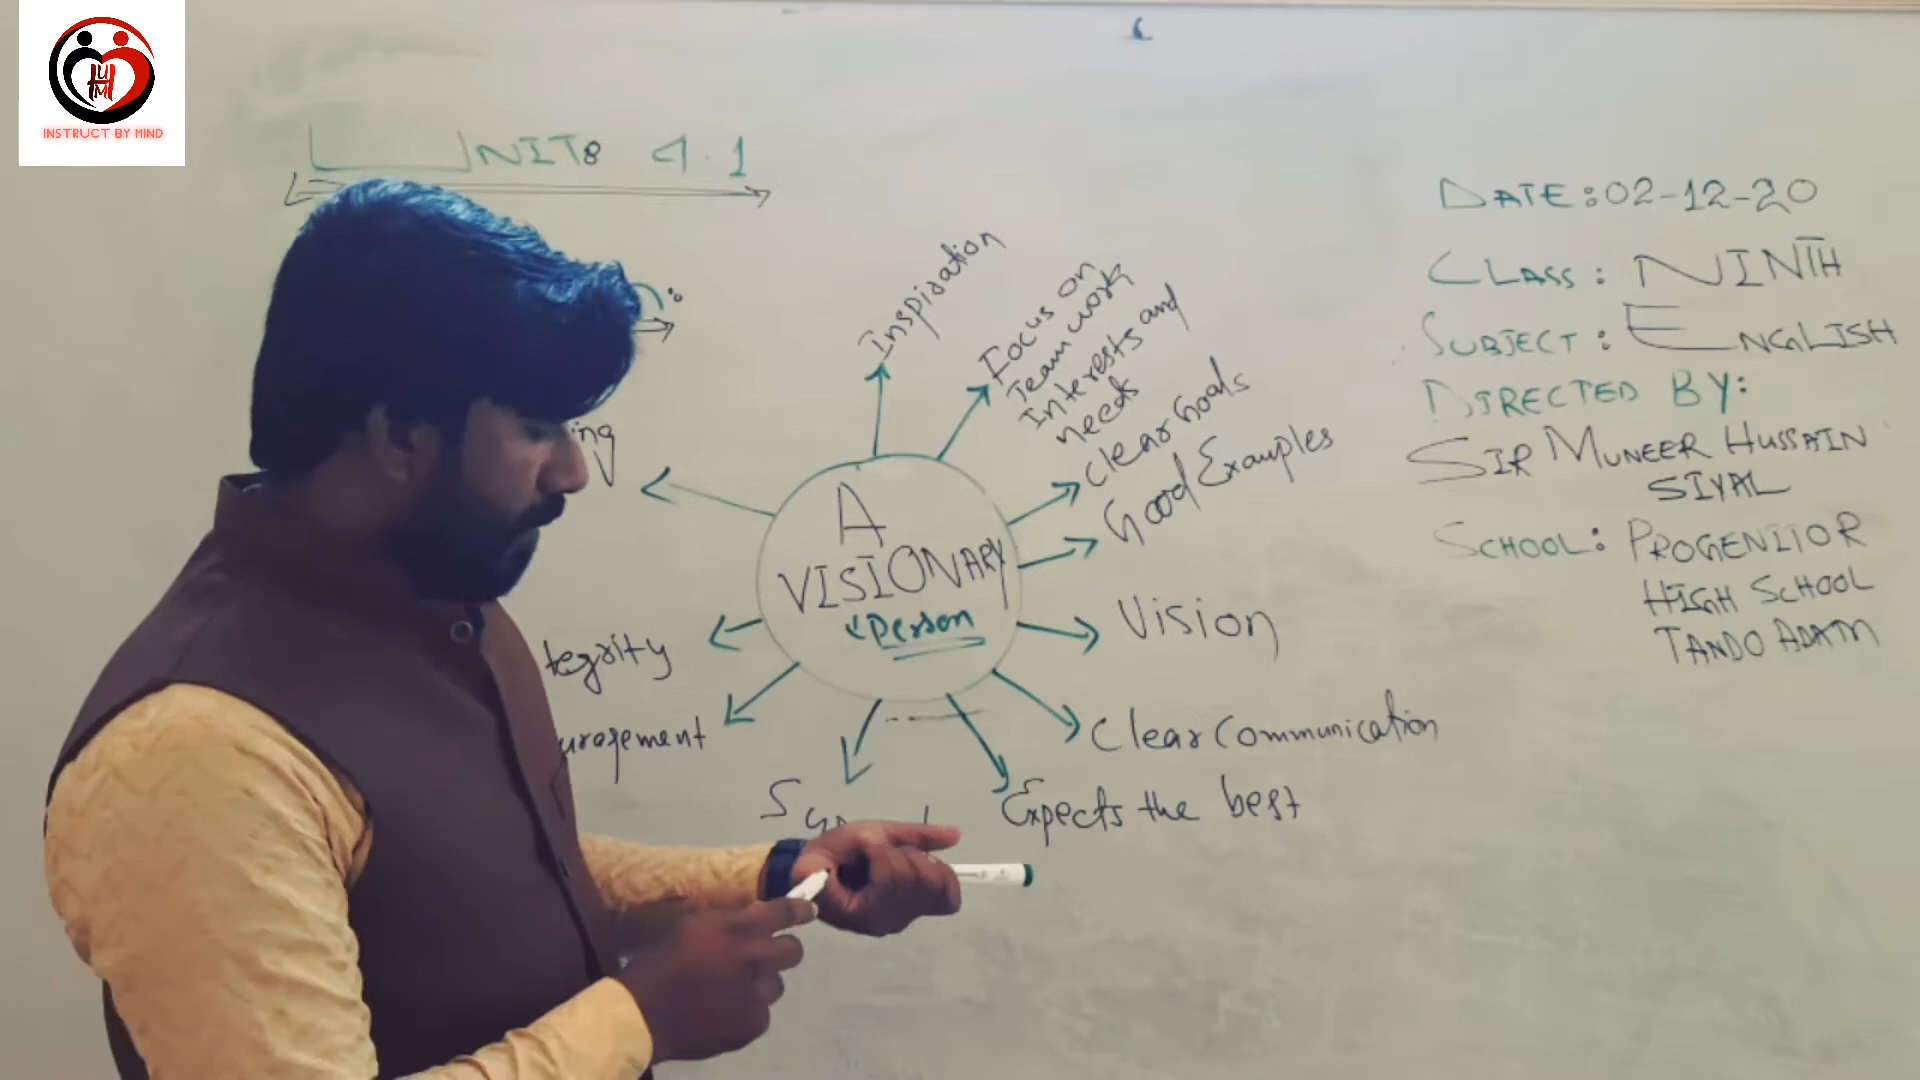 INSTRUCT BY MIND
UNIT: 4.1
DATE: 02-12-20
CLASS: NINTH
SUBJECT: ENGLISH
DIRECTED BY:
SIR MUNEER HUSSAIN
SIYAL
SCHOOL: PROGENITOR
HIGH SCHOOL
TANDO ADAM
Inspiration
Focus on
Team work
Interests and
needs
Clear Goals
Good Examples
A
VISIONARY
Person
Vision
tegrity
uragement
Clear Communication
Expects the best